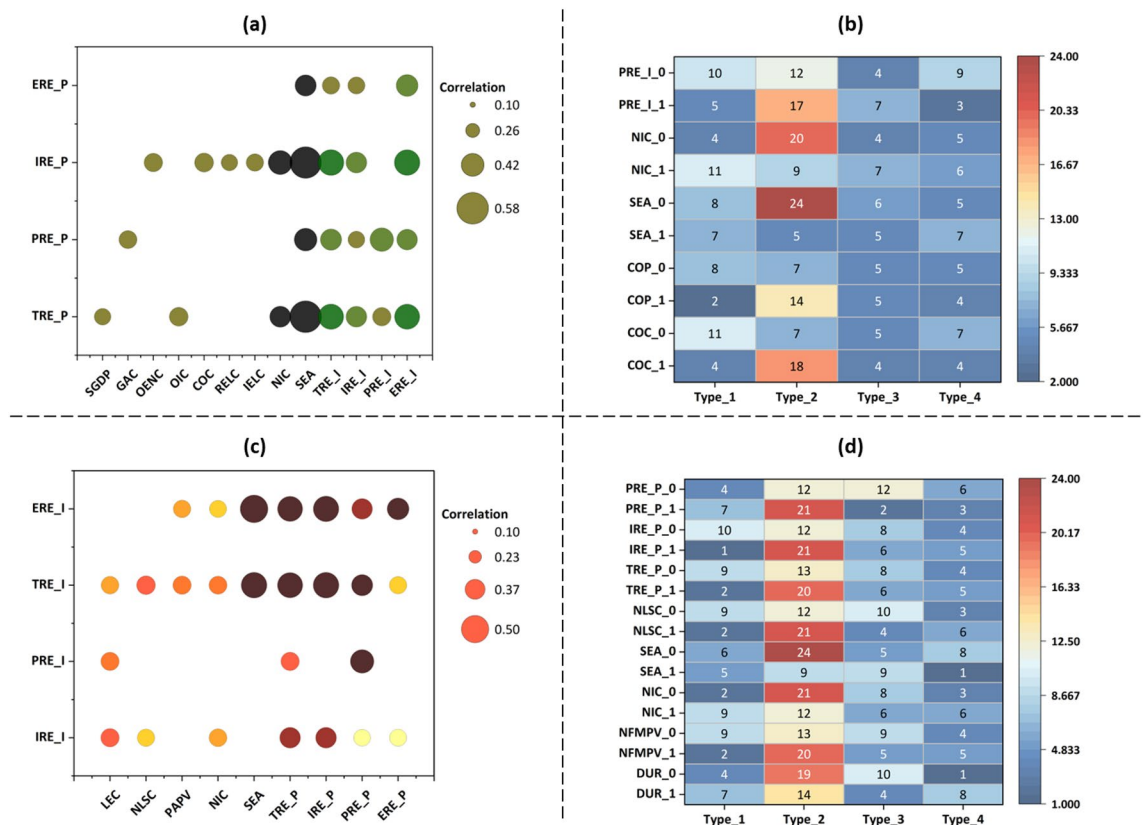 (a)
ERE_P
IRE_P
PRE_P
TRE_P
SGDP GAC OENC OIC COC RELC IELC NIC SEA TRE_I IRE_I PRE_I ERE_I
Correlation
0.10
0.26
0.42
0.58
(b)
PRE_I_0 10 12 4 9
PRE_I_1 5 17 7 3
NIC_0 4 20 4 5
NIC_1 11 9 7 6
SEA_0 8 24 6 5
SEA_1 7 5 5 7
COP_0 8 7 5 5
COP_1 2 14 5 4
COC_0 11 7 5 7
COC_1 4 18 4 4
Type_1 Type_2 Type_3 Type_4
24.00
20.33
16.67
13.00
9.333
5.667
2.000
(c)
ERE_I
TRE_I
PRE_I
IRE_I
LEC NLSC PAPV NIC SEA TRE_P IRE_P PRE_P ERE_P
Correlation
0.10
0.23
0.37
0.50
(d)
PRE_P_0 4 12 12 6
PRE_P_1 7 21 2 3
IRE_P_0 10 12 8 4
IRE_P_1 1 21 6 5
TRE_P_0 9 13 8 4
TRE_P_1 2 20 6 5
NLSC_0 9 12 10 3
NLSC_1 2 21 4 6
SEA_0 6 24 5 8
SEA_1 5 9 9 1
NIC_0 2 21 8 3
NIC_1 9 12 6 6
NFMPV_0 9 13 9 4
NFMPV_1 2 20 5 5
DUR_0 4 19 10 1
DUR_1 7 14 4 8
Type_1 Type_2 Type_3 Type_4
24.00
20.17
16.33
12.50
8.667
4.833
1.000